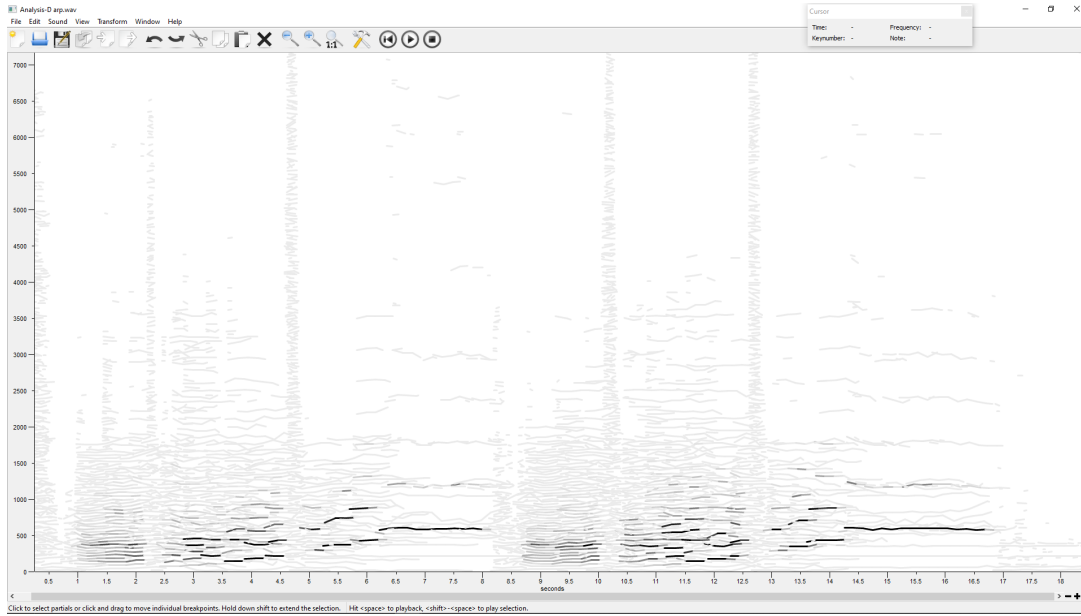 Analysis-D arp.wav
File Edit Sound View Transform Window Help
1:1
Cursor
Time: - Frequency: -
Keynumber: - Note: -
7000
6500
6000
5500
5000
4500
4000
3500
3000
2500
2000
1500
1000
500
0
0.5 1 1.5 2 2.5 3 3.5 4 4.5 5 5.5 6 6.5 7 7.5 8 8.5 9 9.5 10 10.5 11 11.5 12 12.5 13 13.5 14 14.5 15 15.5 16 16.5 17 17.5 18
seconds
Click to select partials or click and drag to move individual breakpoints. Hold down shift to extend the selection. Hit <space> to playback, <shift>-<space> to play selection.